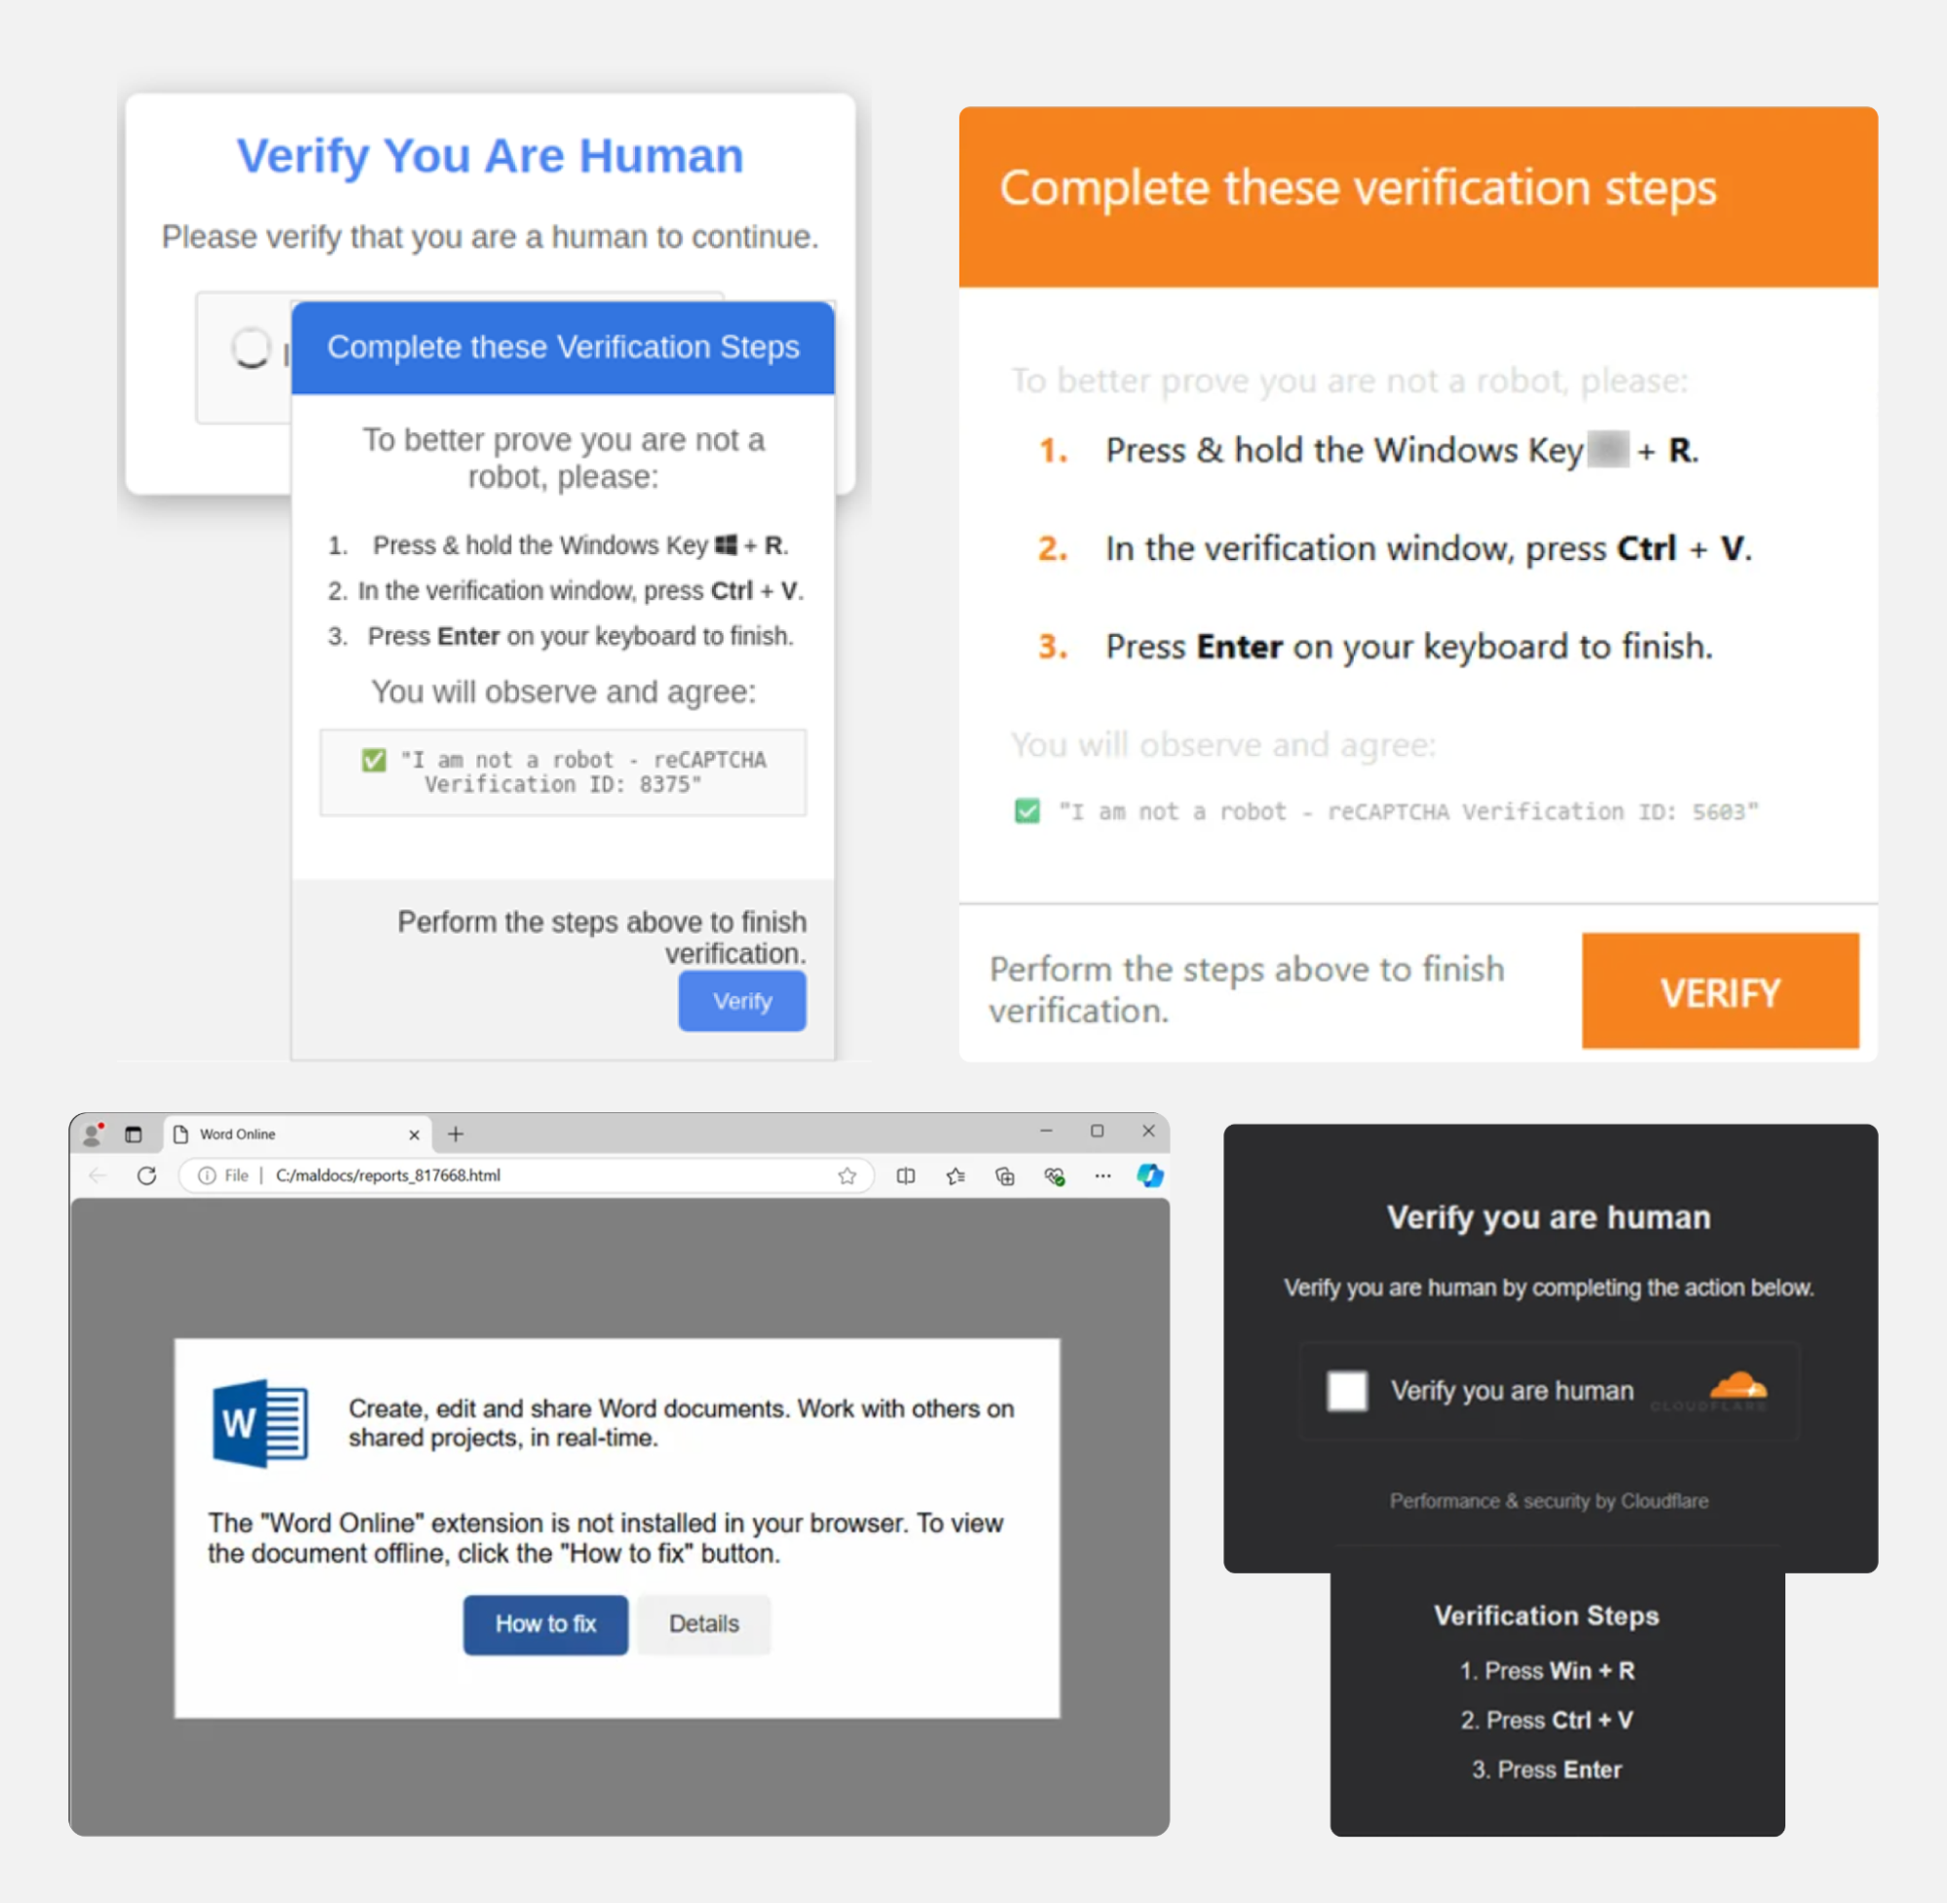 Verify You Are Human
Please verify that you are a human to continue.
Complete these Verification Steps
To better prove you are not a
robot, please:
1. Press & hold the Windows Key + R.
2. In the verification window, press Ctrl + V.
3. Press Enter on your keyboard to finish.
You will observe and agree:
✅ "I am not a robot - reCAPTCHA
Verification ID: 8375"
Perform the steps above to finish
verification.
Verify
Complete these verification steps
To better prove you are not a robot, please:
1. Press & hold the Windows Key + R.
2. In the verification window, press Ctrl + V.
3. Press Enter on your keyboard to finish.
You will observe and agree:
✅ "I am not a robot - reCAPTCHA Verification ID: 5603"
Perform the steps above to finish
verification.
VERIFY
Word Online
File | C:/maldocs/reports_817668.html
W
Create, edit and share Word documents. Work with others on
shared projects, in real-time.
The "Word Online" extension is not installed in your browser. To view
the document offline, click the "How to fix" button.
How to fix
Details
Verify you are human
Verify you are human by completing the action below.
Verify you are human
CLOUDFLARE
Performance & security by Cloudflare
Verification Steps
1. Press Win + R
2. Press Ctrl + V
3. Press Enter